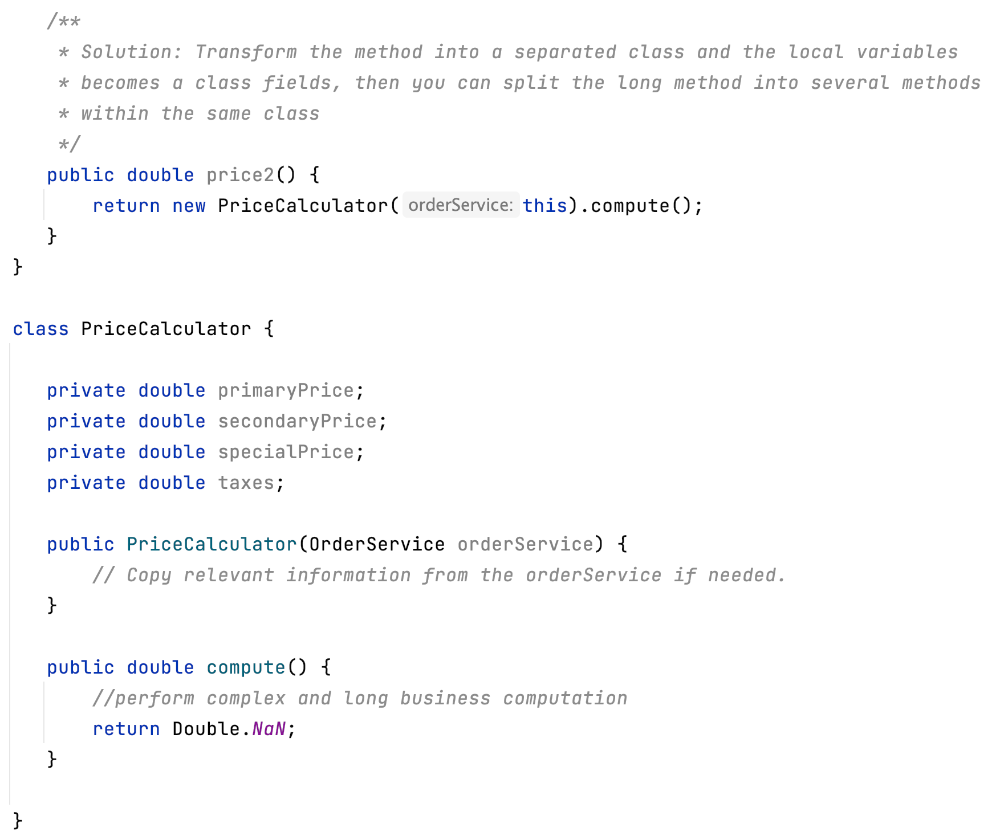 /**
* Solution: Transform the method into a separated class and the local variables
* becomes a class fields, then you can split the long method into several methods
* within the same class
*/
public double price2() {
return new PriceCalculator( orderService: this).compute();
}
}
class PriceCalculator {
private double primaryPrice;
private double secondaryPrice;
private double specialPrice;
private double taxes;
public PriceCalculator(OrderService orderService) {
// Copy relevant information from the orderService if needed.
}
public double compute() {
//perform complex and long business computation
return Double.NaN;
}
}